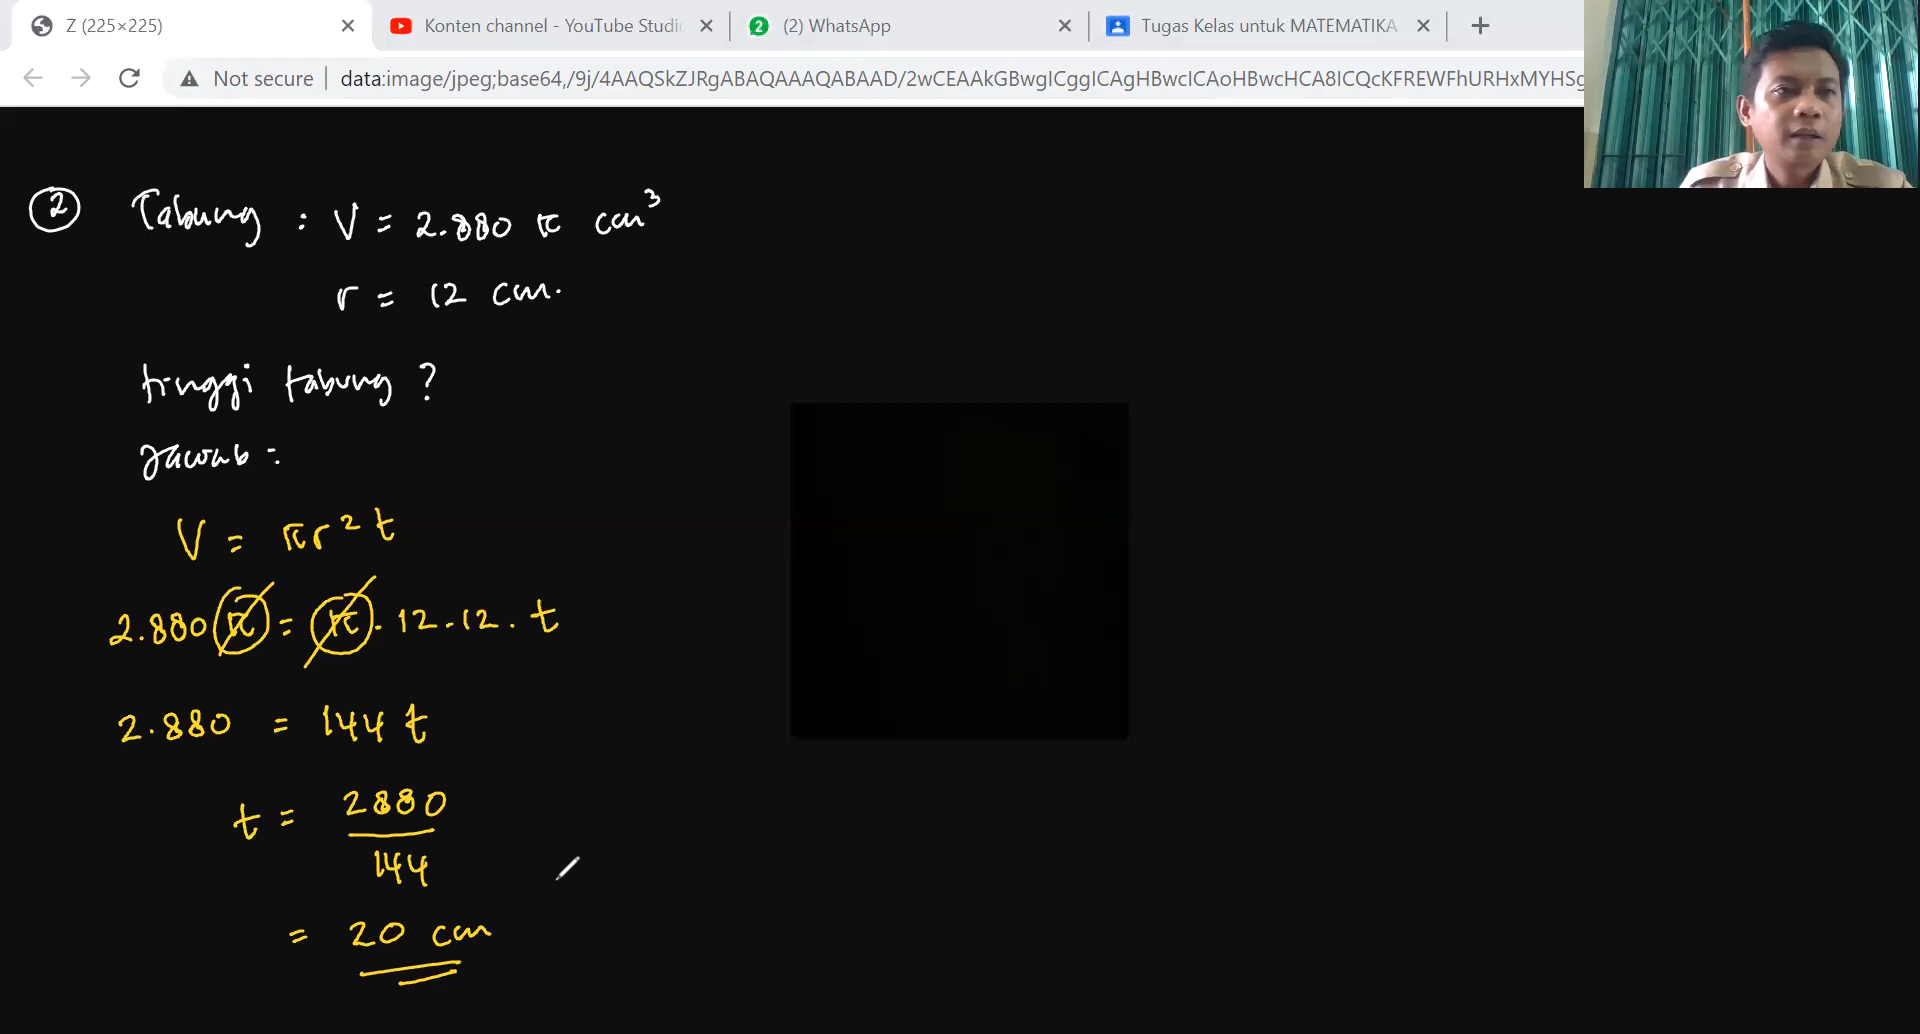 Z (225×225)
Konten channel - YouTube Studi
2
(2) WhatsApp
Tugas Kelas untuk MATEMATIKA
Not secure
data:image/jpeg;base64,/9j/4AAQSkZJRgABAQAAAQABAAD/2wCEAAkGBwgICggICAgHBwcICAoHBwcHCA8ICQcKFREWFhURHxMYHSg
2 Tabung : V = 2.880 π cm³
r = 12 cm.
tinggi tabung ?
Jawab :
V = πr² t
2.880 π = π . 12 . 12 . t
2.880 = 144 t
t = 2880
144
= 20 cm